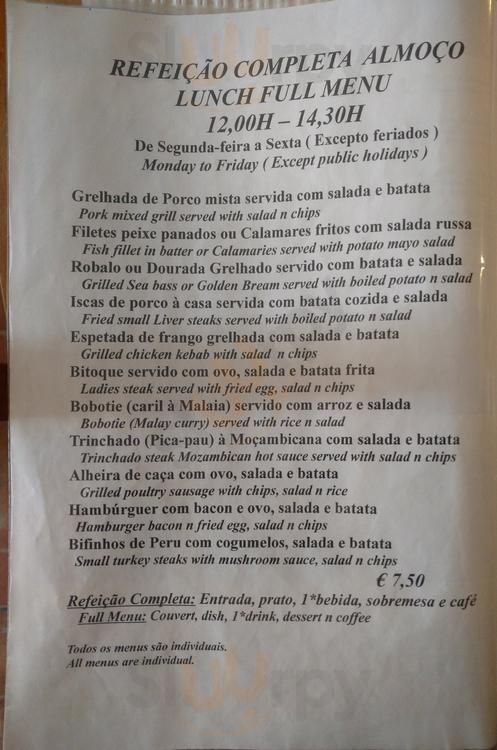 REFEIÇÃO COMPLETA ALMOÇO
LUNCH FULL MENU
12,00H – 14,30H
De Segunda-feira a Sexta ( Excepto feriados )
Monday to Friday ( Except public holidays )
Grelhada de Porco mista servida com salada e batata
Pork mixed grill served with salad n chips
Filetes peixe panados ou Calamares fritos com salada russa
Fish fillet in batter or Calamaries served with potato mayo salad
Robalo ou Dourada Grelhado servido com batata e salada
Grilled Sea bass or Golden Bream served with boiled potato n salad
Iscas de porco à casa servida com batata cozida e salada
Fried small Liver steaks served with boiled potato n salad
Espetada de frango grelhada com salada e batata
Grilled chicken kebab with salad n chips
Bitoque servido com ovo, salada e batata frita
Ladies steak served with fried egg, salad n chips
Bobotie (caril à Malaia) servido com arroz e salada
Bobotie (Malay curry) served with rice n salad
Trinchado (Pica-pau) à Moçambicana com salada e batata
Trinchado steak Mozambican hot sauce served with salad n chips
Alheira de caça com ovo, salada e batata
Grilled poultry sausage with chips, salad n rice
Hambúrguer com bacon e ovo, salada e batata
Hamburger bacon n fried egg, salad n chips
Bifinhos de Peru com cogumelos, salada e batata
Small turkey steaks with mushroom sauce, salad n chips
€ 7,50
Refeição Completa: Entrada, prato, 1*bebida, sobremesa e café
Full Menu: Couvert, dish, 1*drink, dessert n coffee
Todos os menus são individuais.
All menus are individual.
sluurpy
sluurpy